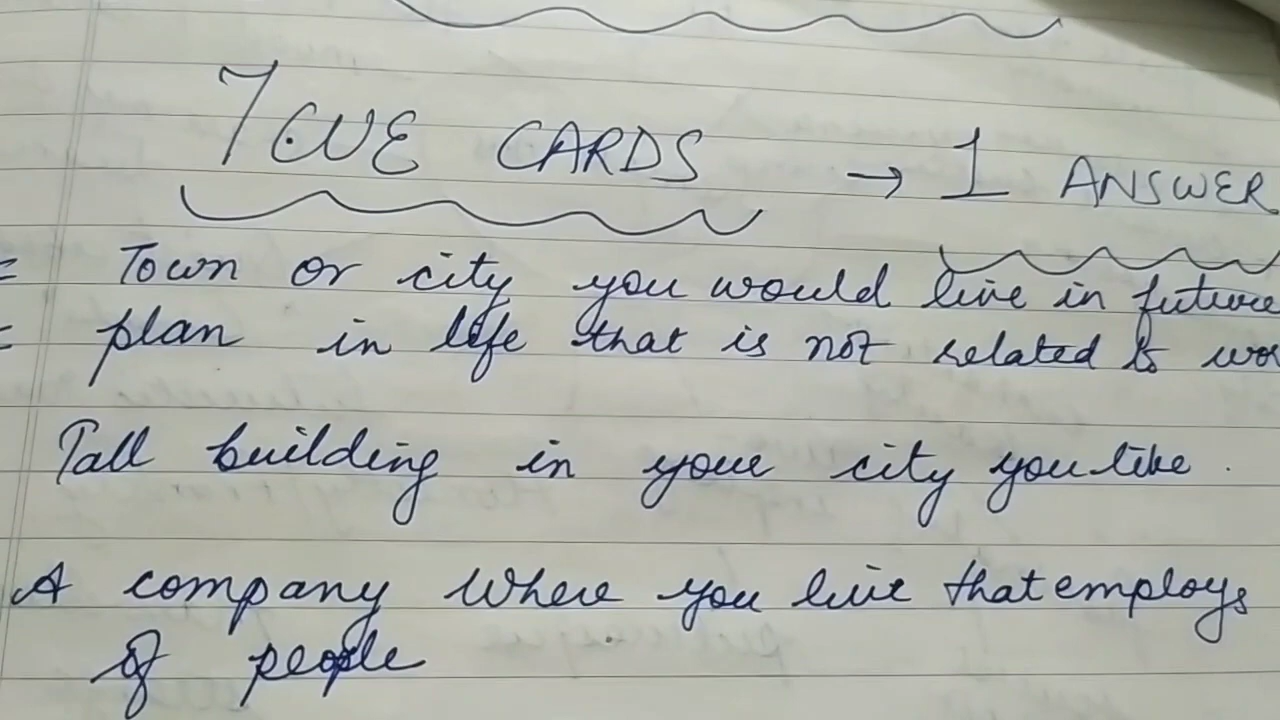 7 CUE CARDS → 1 ANSWER
= Town or city you would live in future
= plan in life that is not related to
Tall building in your city you like .
A company where you live that employs
of people